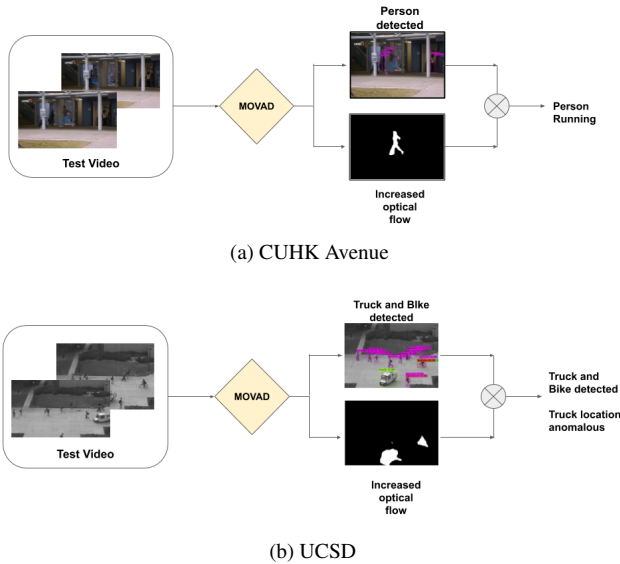 Person
detected
Test Video
MOVAD
Person
Running
Increased
optical
flow
(a) CUHK Avenue
Truck and Bike
detected
Test Video
MOVAD
Truck and
Bike detected
Truck location
anomalous
Increased
optical
flow
(b) UCSD